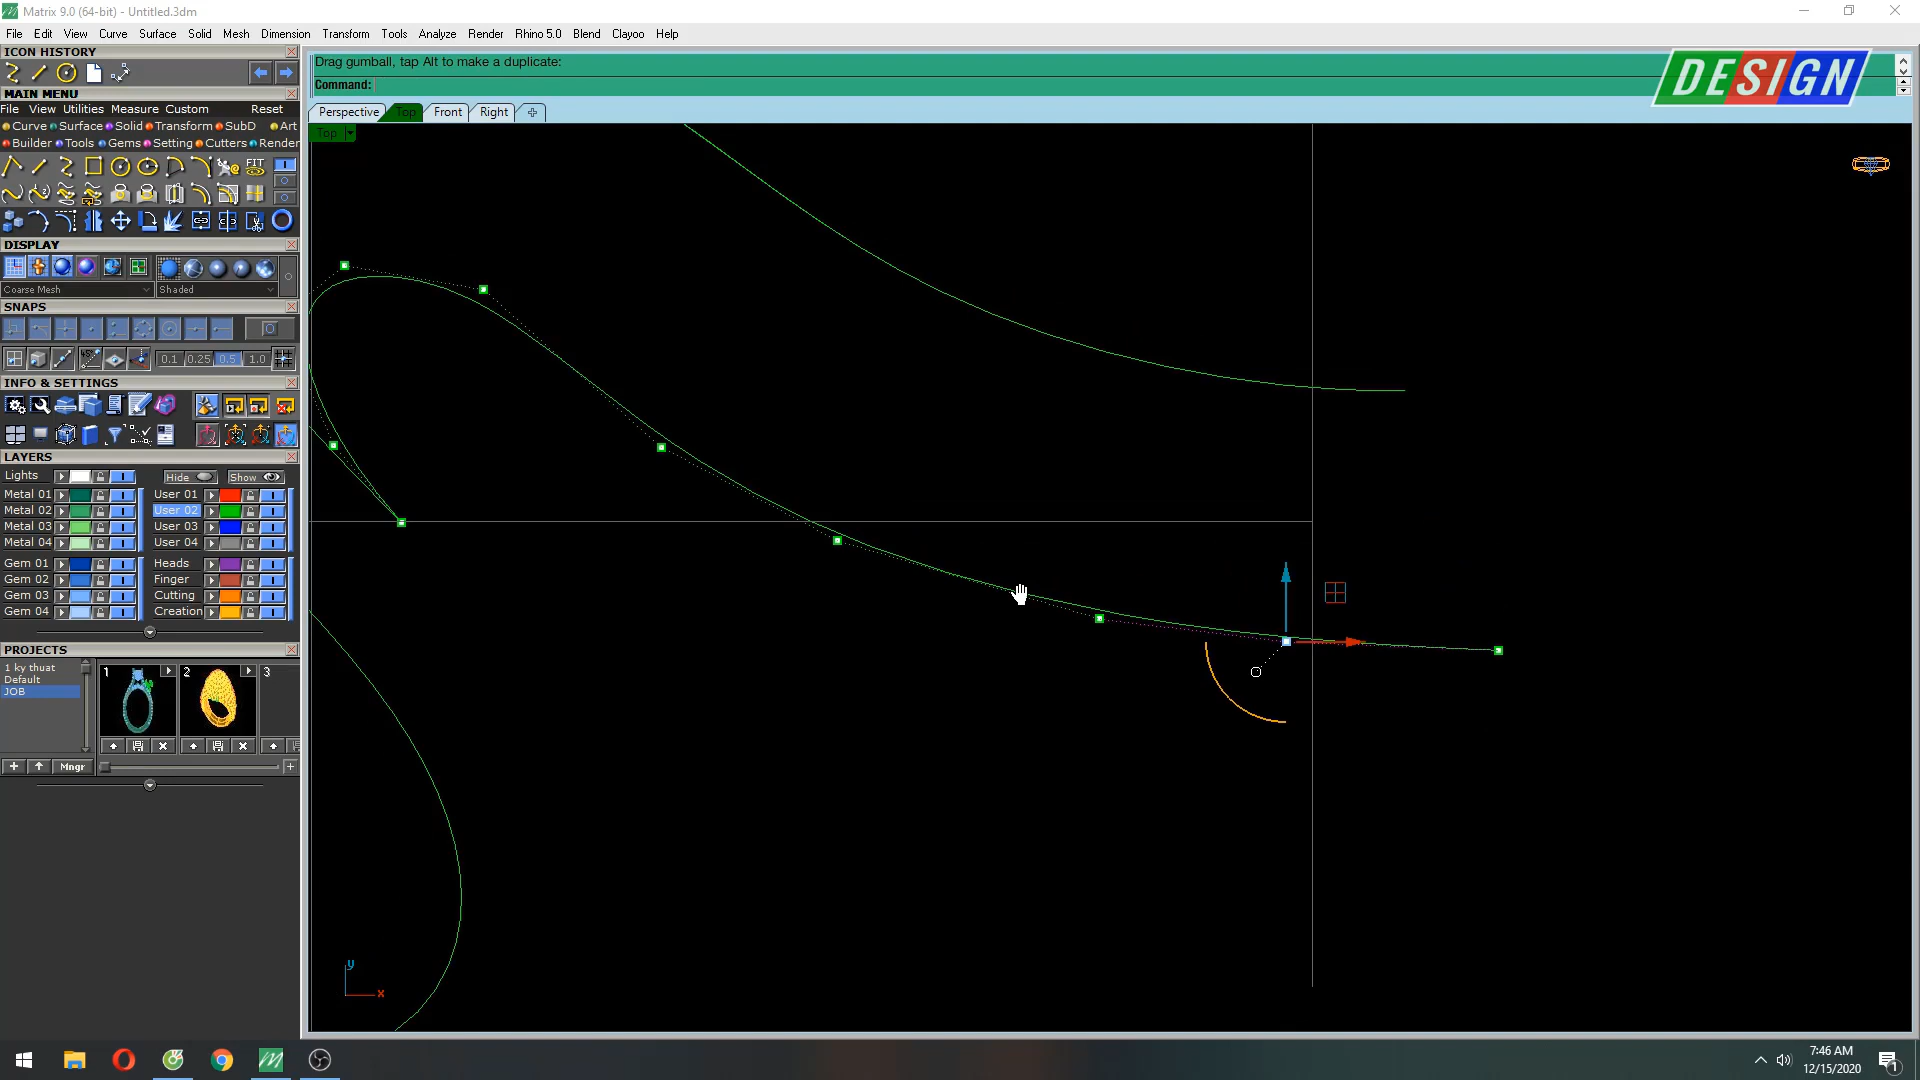 Matrix 9.0 (64-bit) - Untitled.3dm
File Edit View Curve Surface Solid Mesh Dimension Transform Tools Analyze Render Rhino 5.0 Blend Clayoo Help
ICON HISTORY
Drag gumball, tap Alt to make a duplicate:
Command:
DESIGN
MAIN MENU
File View Utilities Measure Custom Reset
Perspective Top Front Right
Curve Surface Solid Transform SubD Art
Top
Builder Tools Gems Setting Cutters Render
FIT
DISPLAY
Coarse Mesh Shaded
SNAPS
0.1 0.25 0.5 1.0
INFO & SETTINGS
LAYERS
Lights Hide Show
Metal 01 User 01
Metal 02 User 02
Metal 03 User 03
Metal 04 User 04
Gem 01 Heads
Gem 02 Finger
Gem 03 Cutting
Gem 04 Creation
PROJECTS
1 ky thuat
Default
JOB
1 2 3
Mngr
y
x
7:46 AM
12/15/2020
1